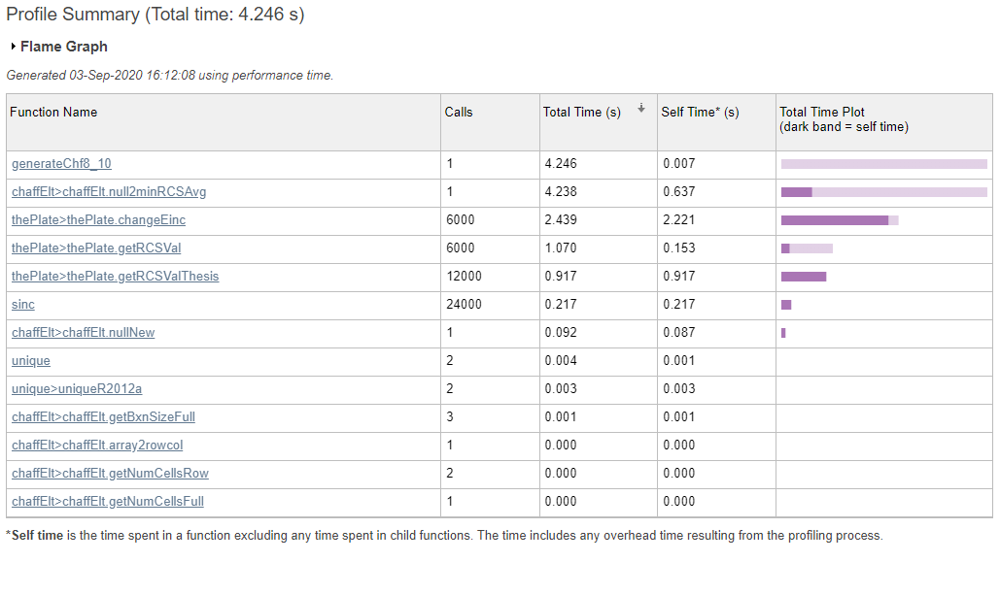 Profile Summary (Total time: 4.246 s)
Flame Graph
Generated 03-Sep-2020 16:12:08 using performance time.
Function Name Calls Total Time (s) Self Time* (s) Total Time Plot
(dark band = self time)
generateChf8_10 1 4.246 0.007
chaffElt>chaffElt.null2minRCSAvg 1 4.238 0.637
thePlate>thePlate.changeEinc 6000 2.439 2.221
thePlate>thePlate.getRCSVal 6000 1.070 0.153
thePlate>thePlate.getRCSValThesis 12000 0.917 0.917
sinc 24000 0.217 0.217
chaffElt>chaffElt.nullNew 1 0.092 0.087
unique 2 0.004 0.001
unique>uniqueR2012a 2 0.003 0.003
chaffElt>chaffElt.getBxnSizeFull 3 0.001 0.001
chaffElt>chaffElt.array2rowcol 1 0.000 0.000
chaffElt>chaffElt.getNumCellsRow 2 0.000 0.000
chaffElt>chaffElt.getNumCellsFull 1 0.000 0.000
*Self time is the time spent in a function excluding any time spent in child functions. The time includes any overhead time resulting from the profiling process.